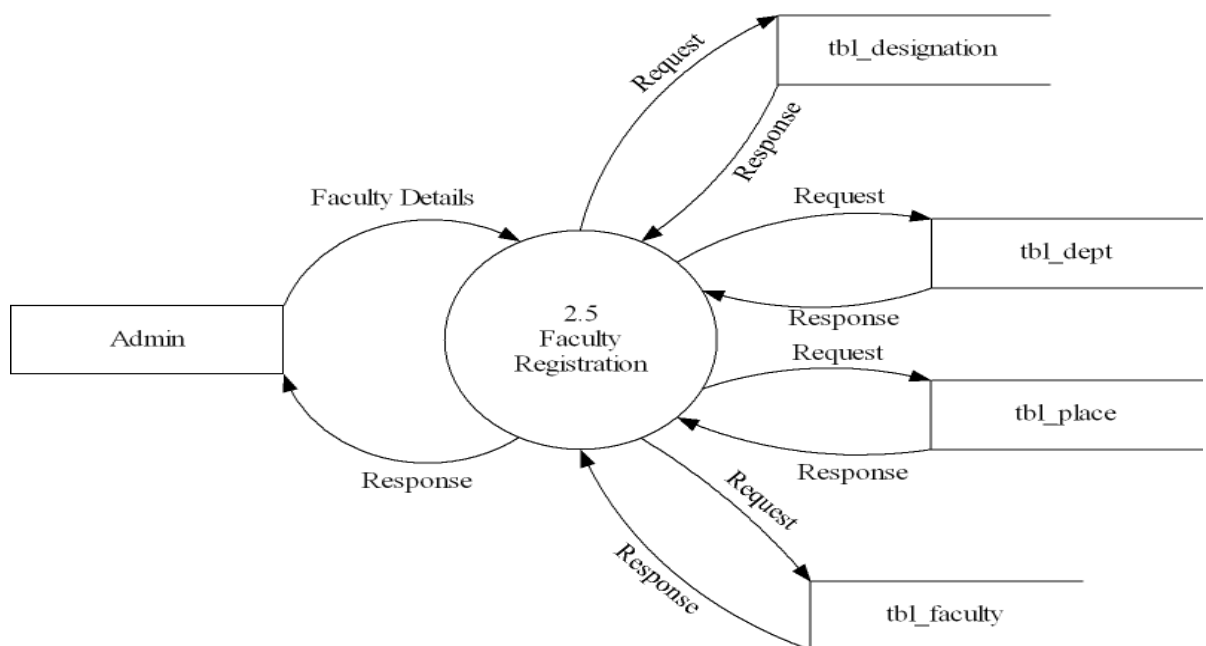 Request
tbl_designation
Response
Faculty Details
Request
tbl_dept
Response
Admin
2.5
Faculty
Registration
Request
tbl_place
Response
Response
Request
Response
tbl_faculty